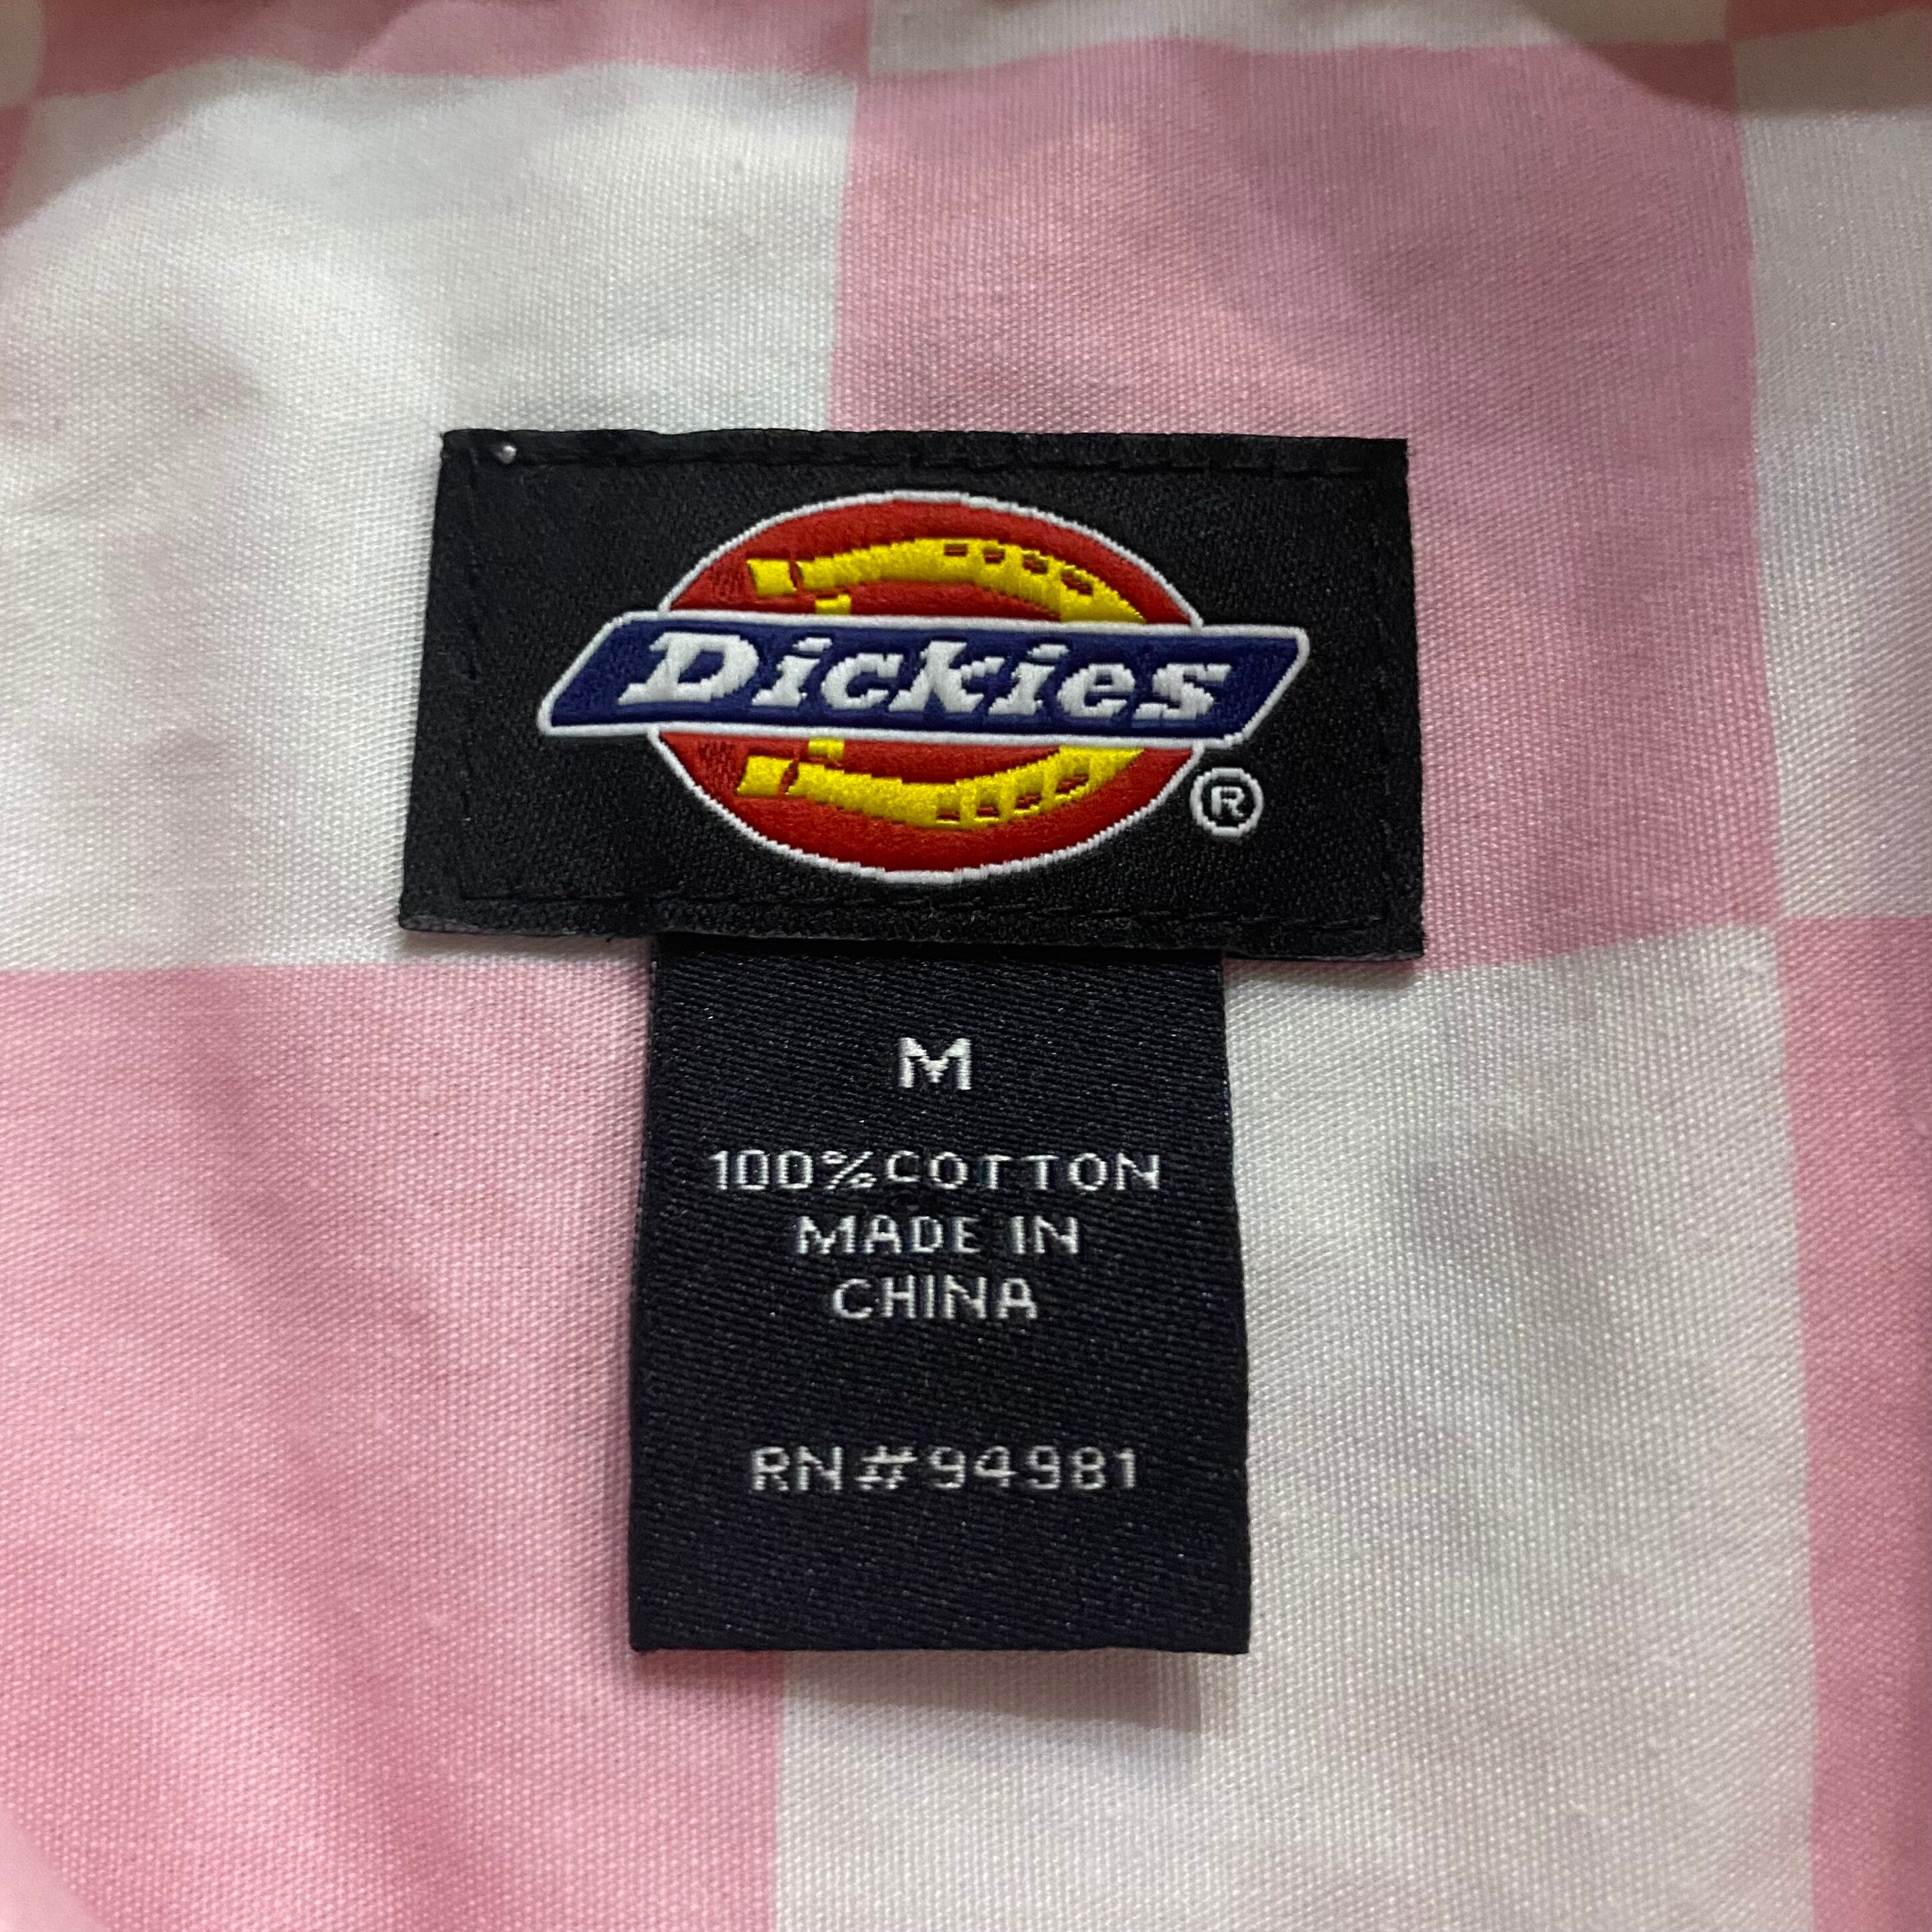 Dickies
®
M
100%COTTON
MADE IN
CHINA
RN#94981